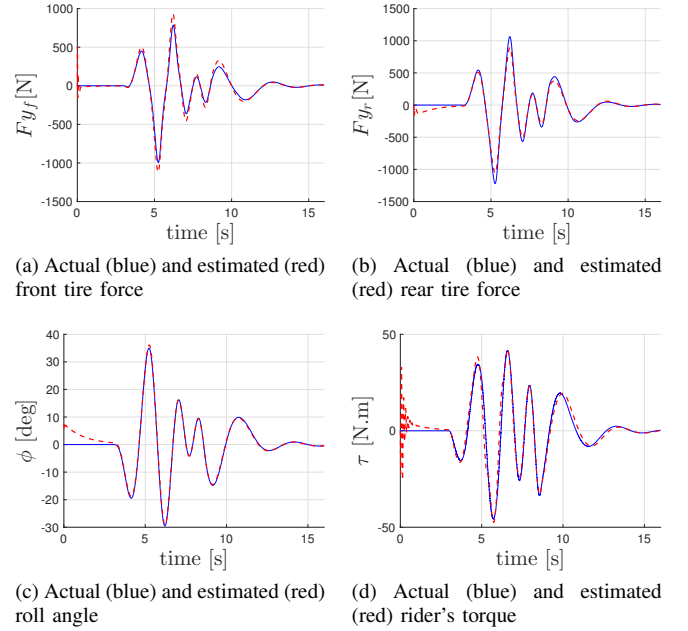 1000
500
0
-500
-1000
-1500
0 5 10 15
Fy_f[N]
time [s]
1500
1000
500
0
-500
-1000
-1500
0 5 10 15
Fy_r[N]
time [s]
(a) Actual (blue) and estimated (red)
front tire force
(b) Actual (blue) and estimated
(red) rear tire force
40
30
20
10
0
-10
-20
-30
0 5 10 15
ϕ [deg]
time [s]
50
0
-50
0 5 10 15
τ [N.m]
time [s]
(c) Actual (blue) and estimated (red)
roll angle
(d) Actual (blue) and estimated
(red) rider's torque